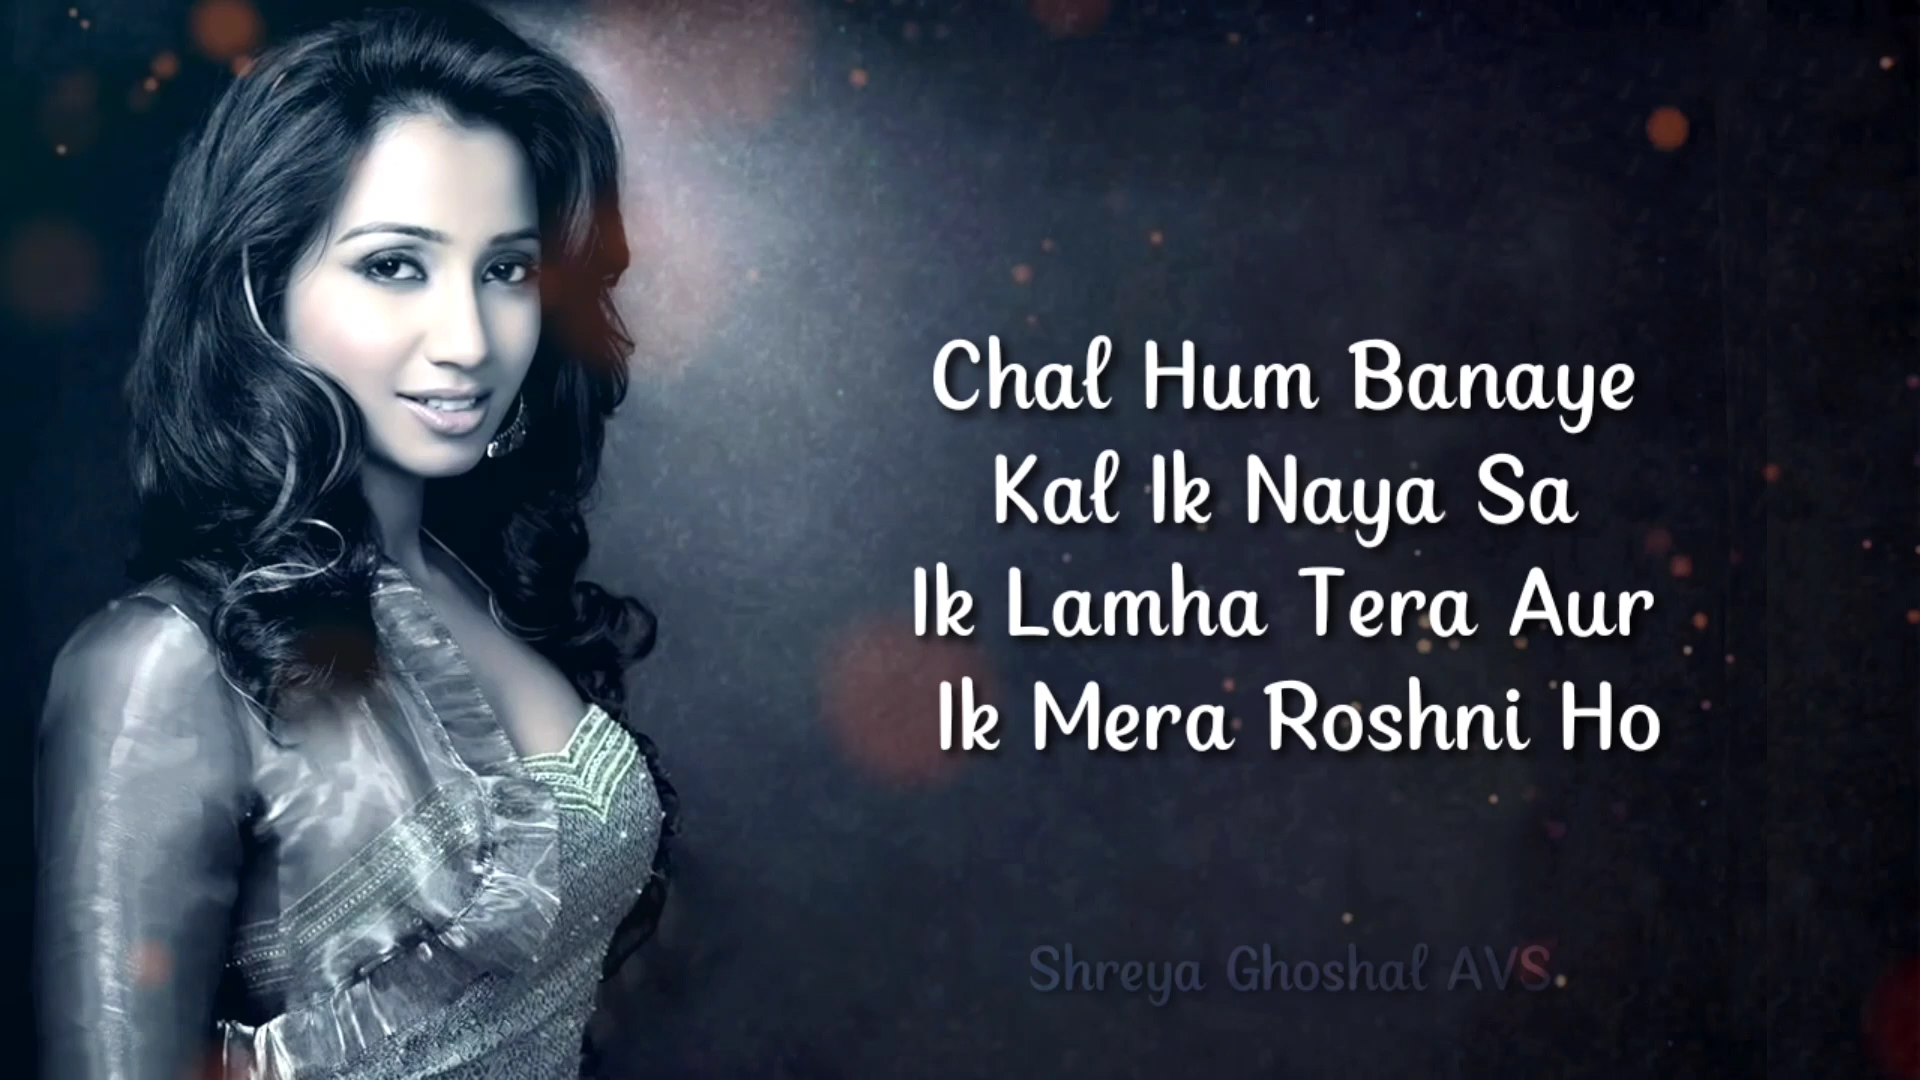 Chal Hum Banaye
Kal Ik Naya Sa
Ik Lamha Tera Aur
Ik Mera Roshni Ho
Shreya Ghoshal AVS